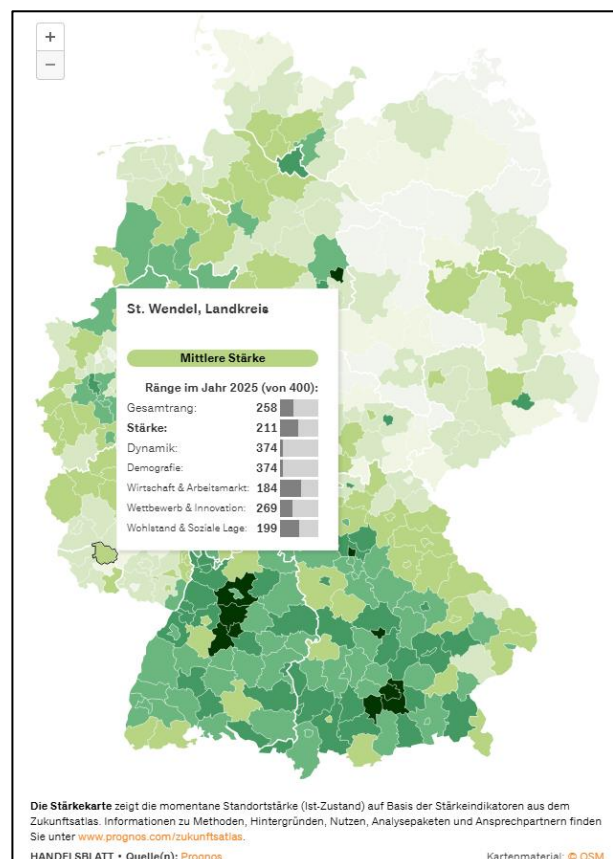 +
−
St. Wendel, Landkreis
Mittlere Stärke
Ränge im Jahr 2025 (von 400):
Gesamtrang: 258
Stärke: 211
Dynamik: 374
Demografie: 374
Wirtschaft & Arbeitsmarkt: 184
Wettbewerb & Innovation: 269
Wohlstand & Soziale Lage: 199
Die Stärkekarte zeigt die momentane Standortstärke (Ist-Zustand) auf Basis der Stärkeindikatoren aus dem
Zukunftsatlas. Informationen zu Methoden, Hintergründen, Nutzen, Analysepaketen und Ansprechpartnern finden
Sie unter www.prognos.com/zukunftsatlas.
HANDELSBLATT • Quelle(n): Prognos Kartenmaterial: © OSM